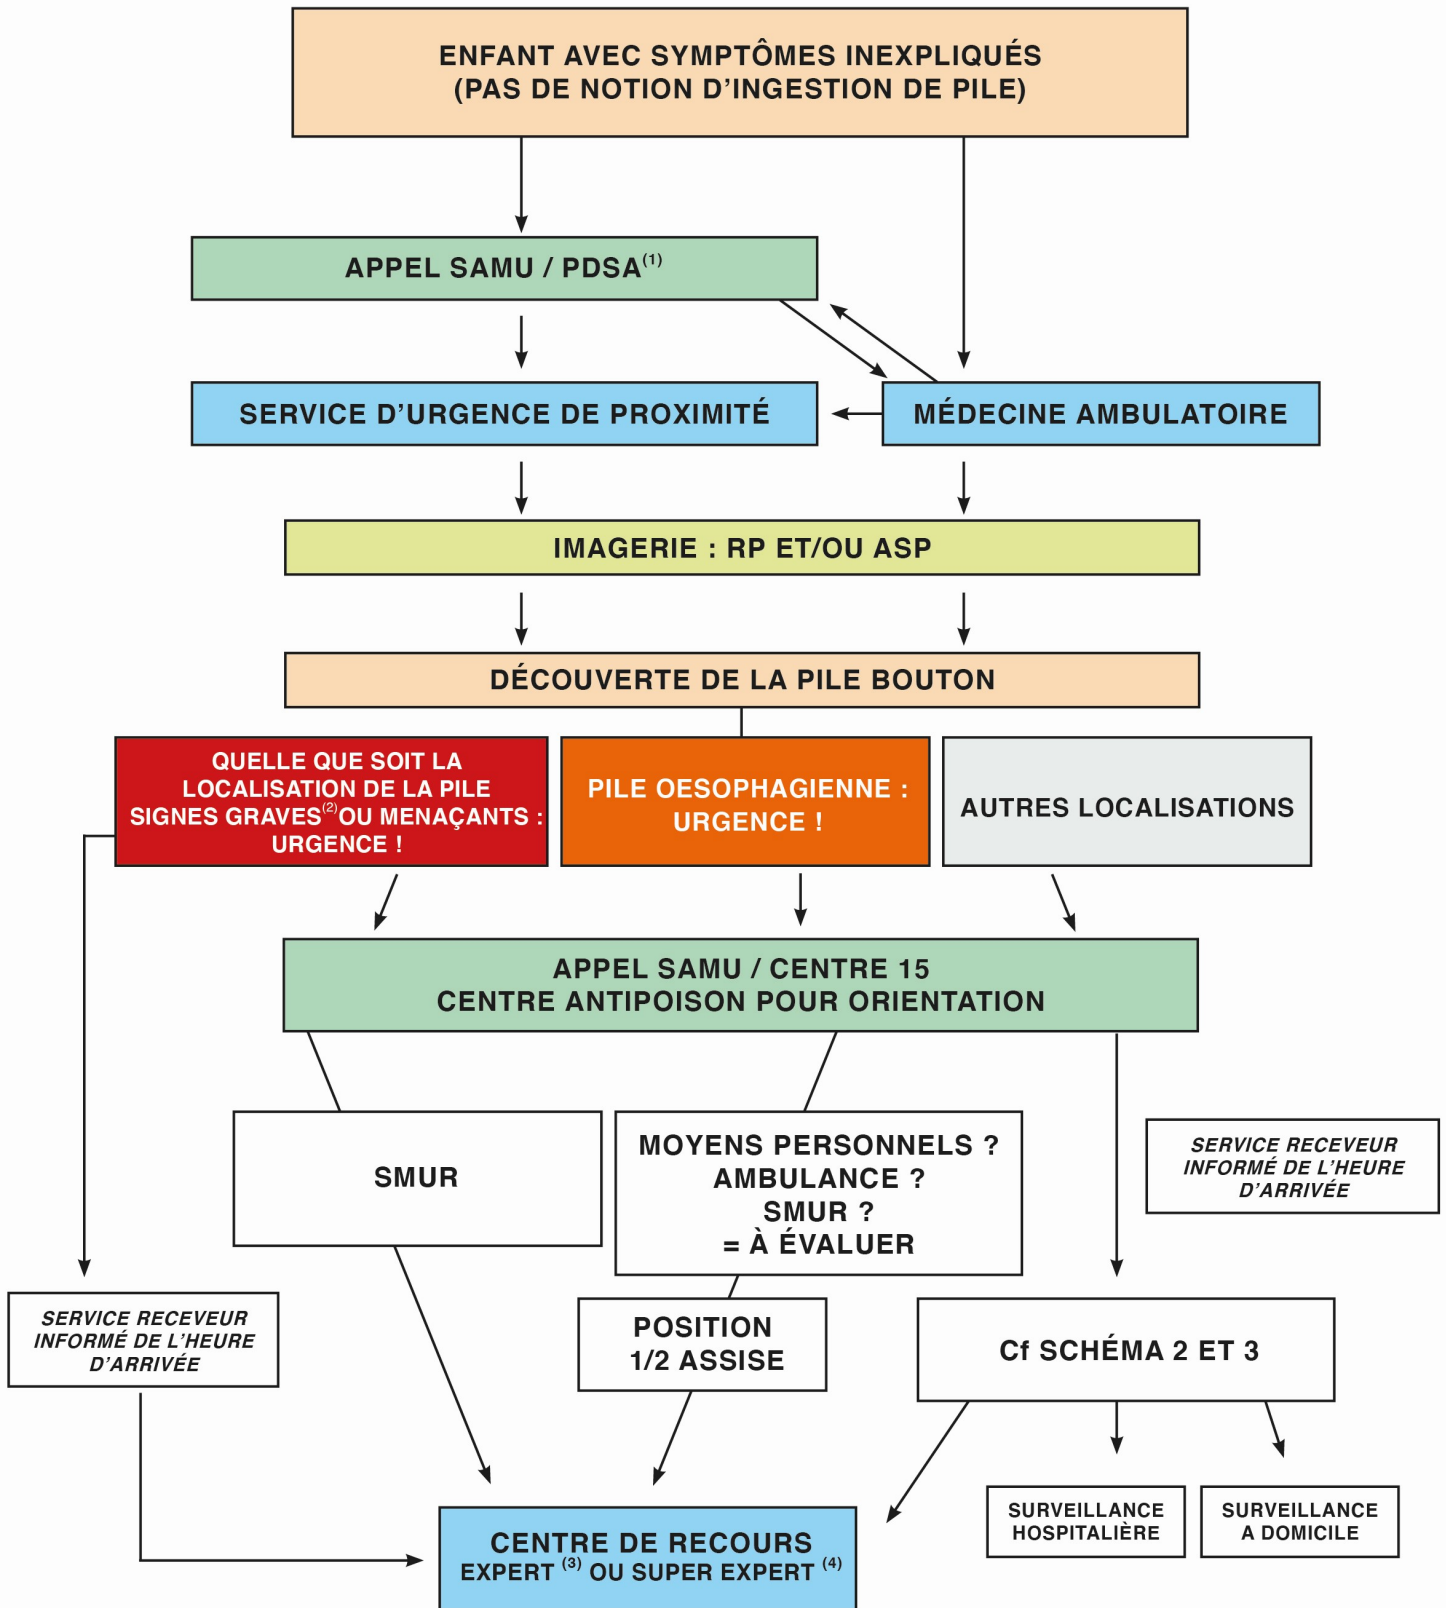 ENFANT AVEC SYMPTÔMES INEXPLIQUÉS
(PAS DE NOTION D'INGESTION DE PILE)
APPEL SAMU / PDSA(1)
SERVICE D'URGENCE DE PROXIMITÉ
MÉDECINE AMBULATOIRE
IMAGERIE : RP ET/OU ASP
DÉCOUVERTE DE LA PILE BOUTON
QUELLE QUE SOIT LA
LOCALISATION DE LA PILE
SIGNES GRAVES(2)OU MENAÇANTS :
URGENCE !
PILE OESOPHAGIENNE :
URGENCE !
AUTRES LOCALISATIONS
APPEL SAMU / CENTRE 15
CENTRE ANTIPOISON POUR ORIENTATION
SMUR
MOYENS PERSONNELS ?
AMBULANCE ?
SMUR ?
= À ÉVALUER
SERVICE RECEVEUR
INFORMÉ DE L'HEURE
D'ARRIVÉE
SERVICE RECEVEUR
INFORMÉ DE L'HEURE
D'ARRIVÉE
POSITION
1/2 ASSISE
Cf SCHÉMA 2 ET 3
SURVEILLANCE
HOSPITALIÈRE
SURVEILLANCE
A DOMICILE
CENTRE DE RECOURS
EXPERT (3) OU SUPER EXPERT (4)